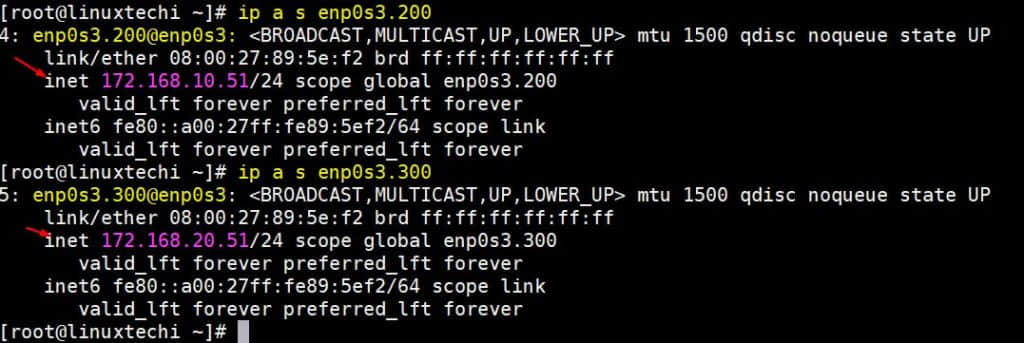 [root@linuxtechi ~]# ip a s enp0s3.200
4: enp0s3.200@enp0s3: <BROADCAST,MULTICAST,UP,LOWER_UP> mtu 1500 qdisc noqueue state UP
link/ether 08:00:27:89:5e:f2 brd ff:ff:ff:ff:ff:ff
inet 172.168.10.51/24 scope global enp0s3.200
valid_lft forever preferred_lft forever
inet6 fe80::a00:27ff:fe89:5ef2/64 scope link
valid_lft forever preferred_lft forever
[root@linuxtechi ~]# ip a s enp0s3.300
5: enp0s3.300@enp0s3: <BROADCAST,MULTICAST,UP,LOWER_UP> mtu 1500 qdisc noqueue state UP
link/ether 08:00:27:89:5e:f2 brd ff:ff:ff:ff:ff:ff
inet 172.168.20.51/24 scope global enp0s3.300
valid_lft forever preferred_lft forever
inet6 fe80::a00:27ff:fe89:5ef2/64 scope link
valid_lft forever preferred_lft forever
[root@linuxtechi ~]#